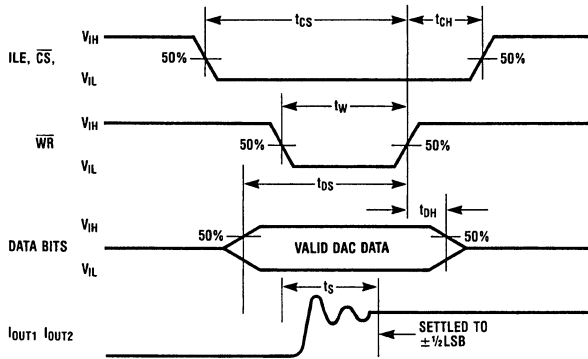 tCS
tCH
VIH
ILE, CS,
50%
50%
VIL
tW
VIH
WR
50%
50%
VIL
tDS
tDH
VIH
50%
50%
DATA BITS
VALID DAC DATA
VIL
tS
IOUT1 IOUT2
SETTLED TO
±½LSB